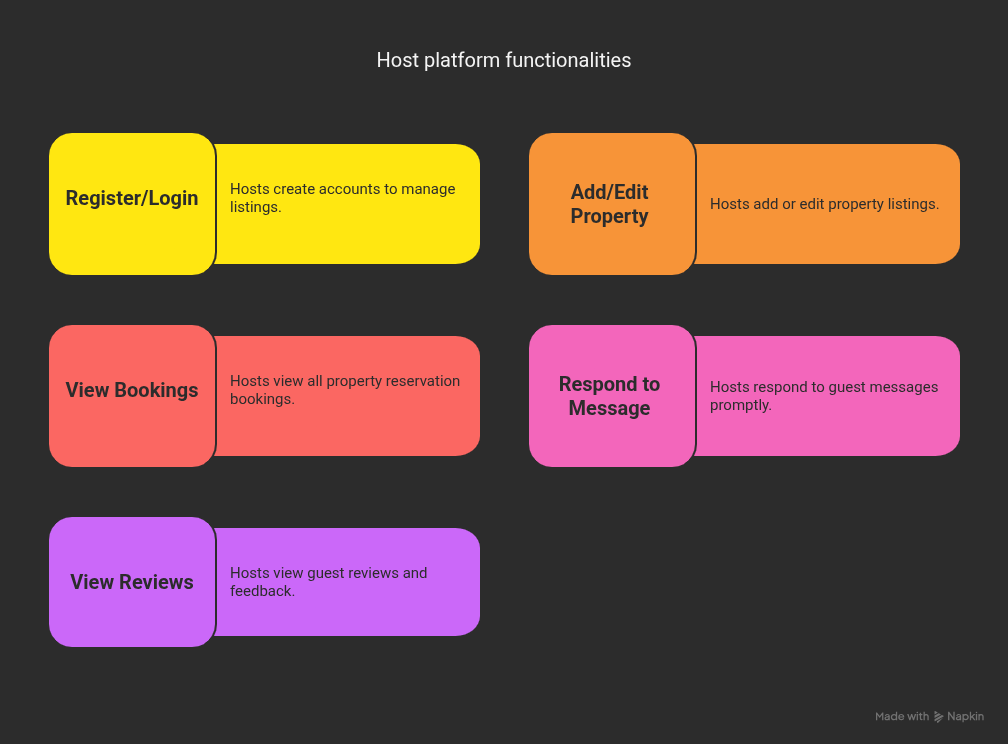 Host platform functionalities
Register/Login
Hosts create accounts to manage
listings.
Add/Edit
Property
Hosts add or edit property listings.
View Bookings
Hosts view all property reservation
bookings.
Respond to
Message
Hosts respond to guest messages
promptly.
View Reviews
Hosts view guest reviews and
feedback.
Made with Napkin